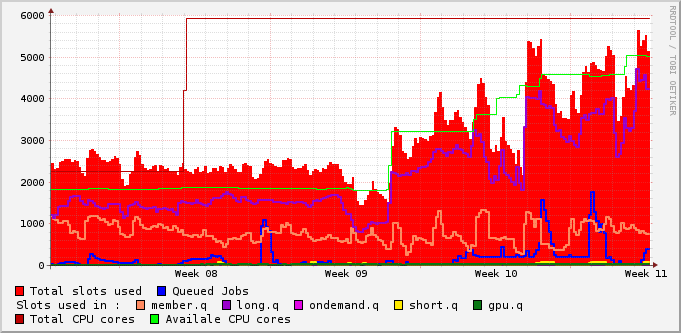 RRDTOOL / TOBI OETIKER
6000
5000
4000
3000
2000
1000
0
Week 08 Week 09 Week 10 Week 11
Total slots used Queued Jobs
Slots used in : member.q long.q ondemand.q short.q gpu.q
Total CPU cores Availale CPU cores